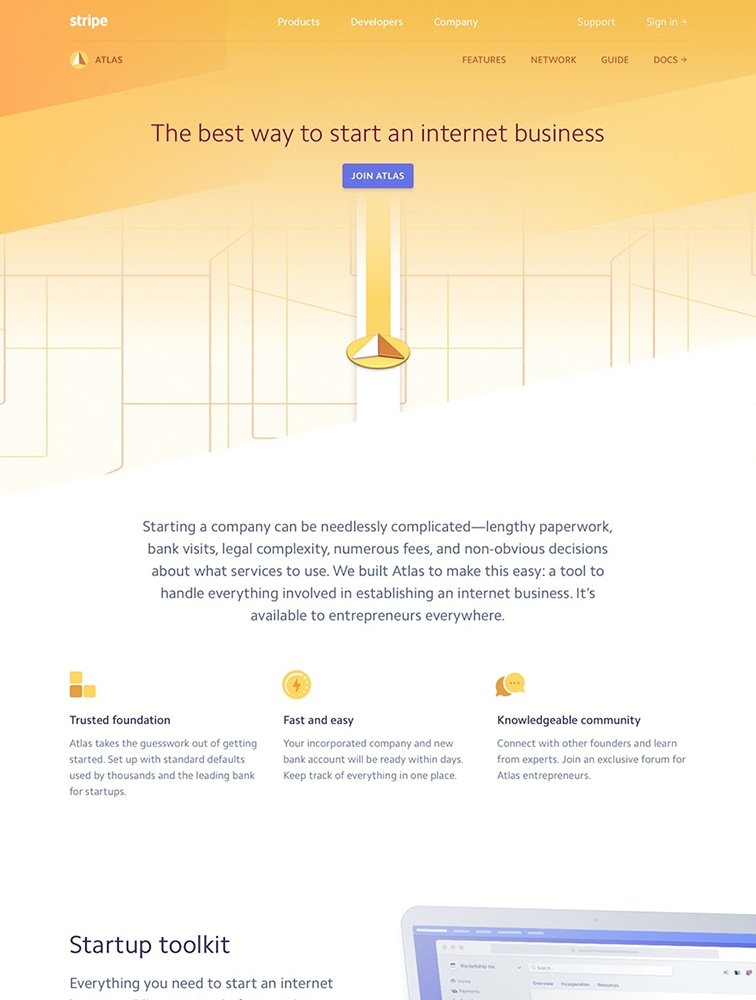 stripe Products Developers Company Support Sign in →
ATLAS FEATURES NETWORK GUIDE DOCS →
The best way to start an internet business
JOIN ATLAS
Starting a company can be needlessly complicated—lengthy paperwork,
bank visits, legal complexity, numerous fees, and non-obvious decisions
about what services to use. We built Atlas to make this easy: a tool to
handle everything involved in establishing an internet business. It’s
available to entrepreneurs everywhere.
Trusted foundation
Atlas takes the guesswork out of getting
started. Set up with standard defaults
used by thousands and the leading bank
for startups.
Fast and easy
Your incorporated company and new
bank account will be ready within days.
Keep track of everything in one place.
Knowledgeable community
Connect with other founders and learn
from experts. Join an exclusive forum for
Atlas entrepreneurs.
Startup toolkit
Everything you need to start an internet
Rocketship Inc
Search...
Home
Overview Incorporation Resources
Payments